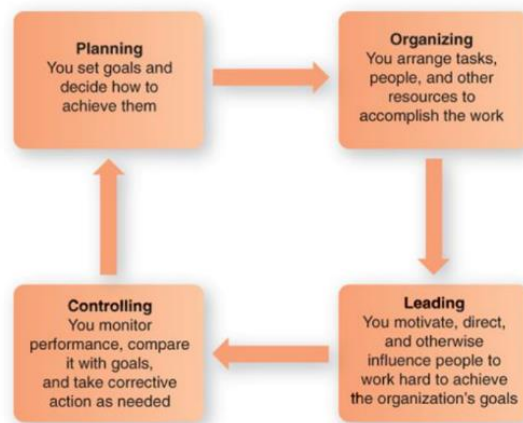 Planning
You set goals and
decide how to
achieve them
Organizing
You arrange tasks,
people, and other
resources to
accomplish the work
Controlling
You monitor
performance, compare
it with goals,
and take corrective
action as needed
Leading
You motivate, direct,
and otherwise
influence people to
work hard to achieve
the organization's goals